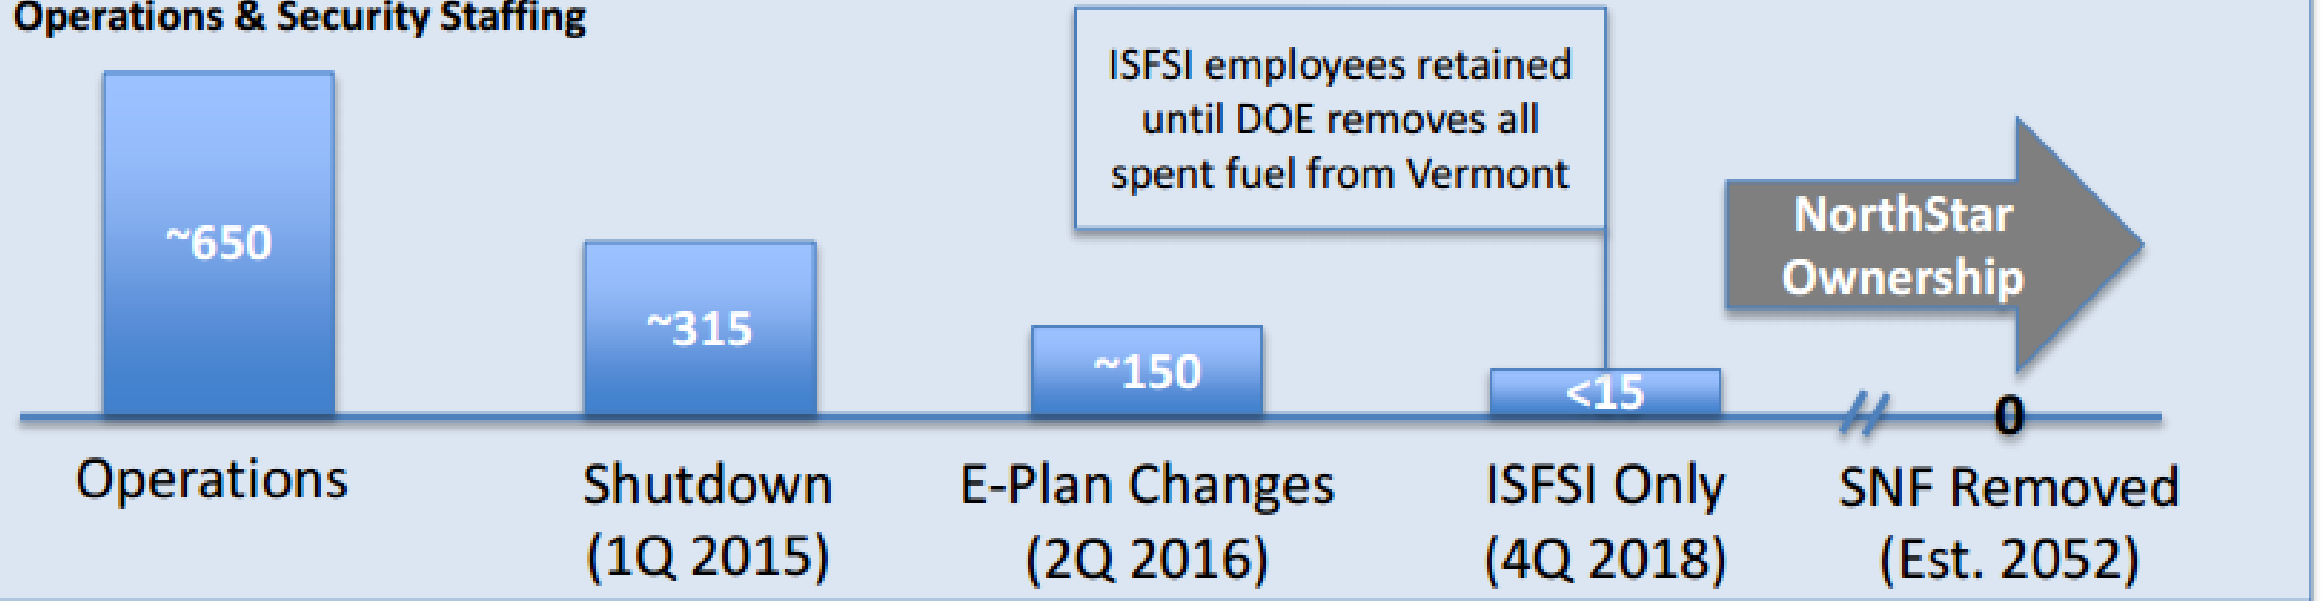 Operations & Security Staffing
ISFSI employees retained
until DOE removes all
spent fuel from Vermont
NorthStar
Ownership
~650
~315
~150
<15
0
Operations
Shutdown
(1Q 2015)
E-Plan Changes
(2Q 2016)
ISFSI Only
(4Q 2018)
SNF Removed
(Est. 2052)